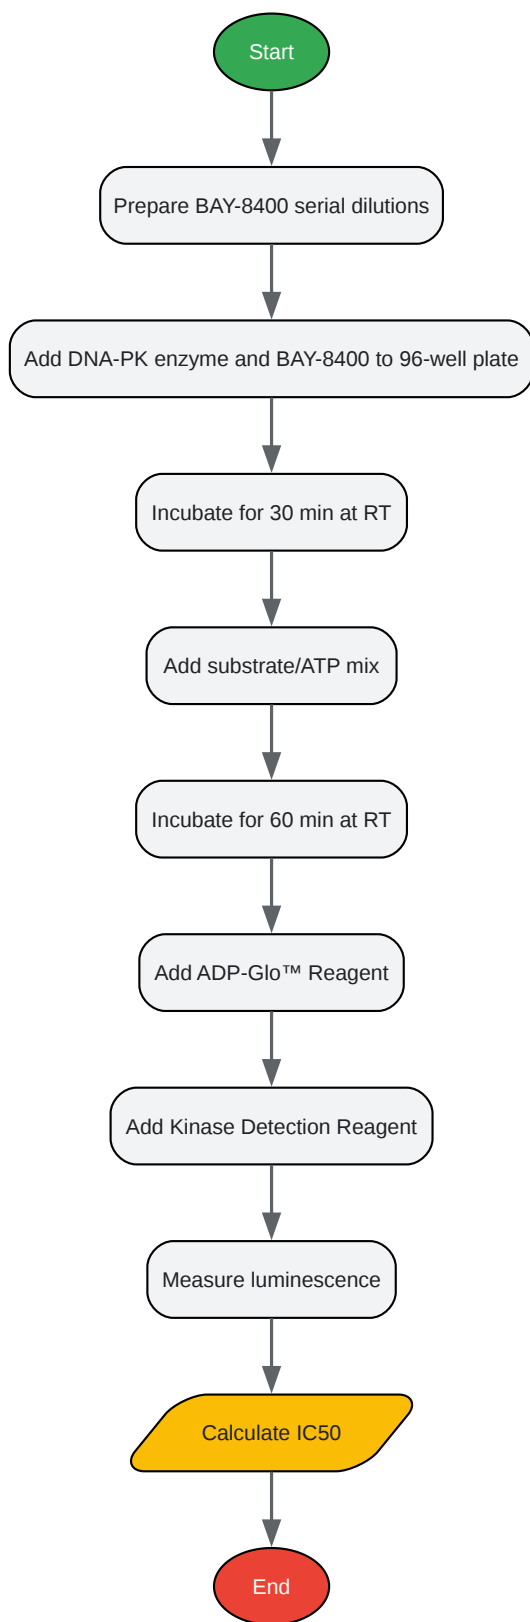 Start
Prepare BAY-8400 serial dilutions
Add DNA-PK enzyme and BAY-8400 to 96-well plate
Incubate for 30 min at RT
Add substrate/ATP mix
Incubate for 60 min at RT
Add ADP-Glo™ Reagent
Add Kinase Detection Reagent
Measure luminescence
Calculate IC50
End